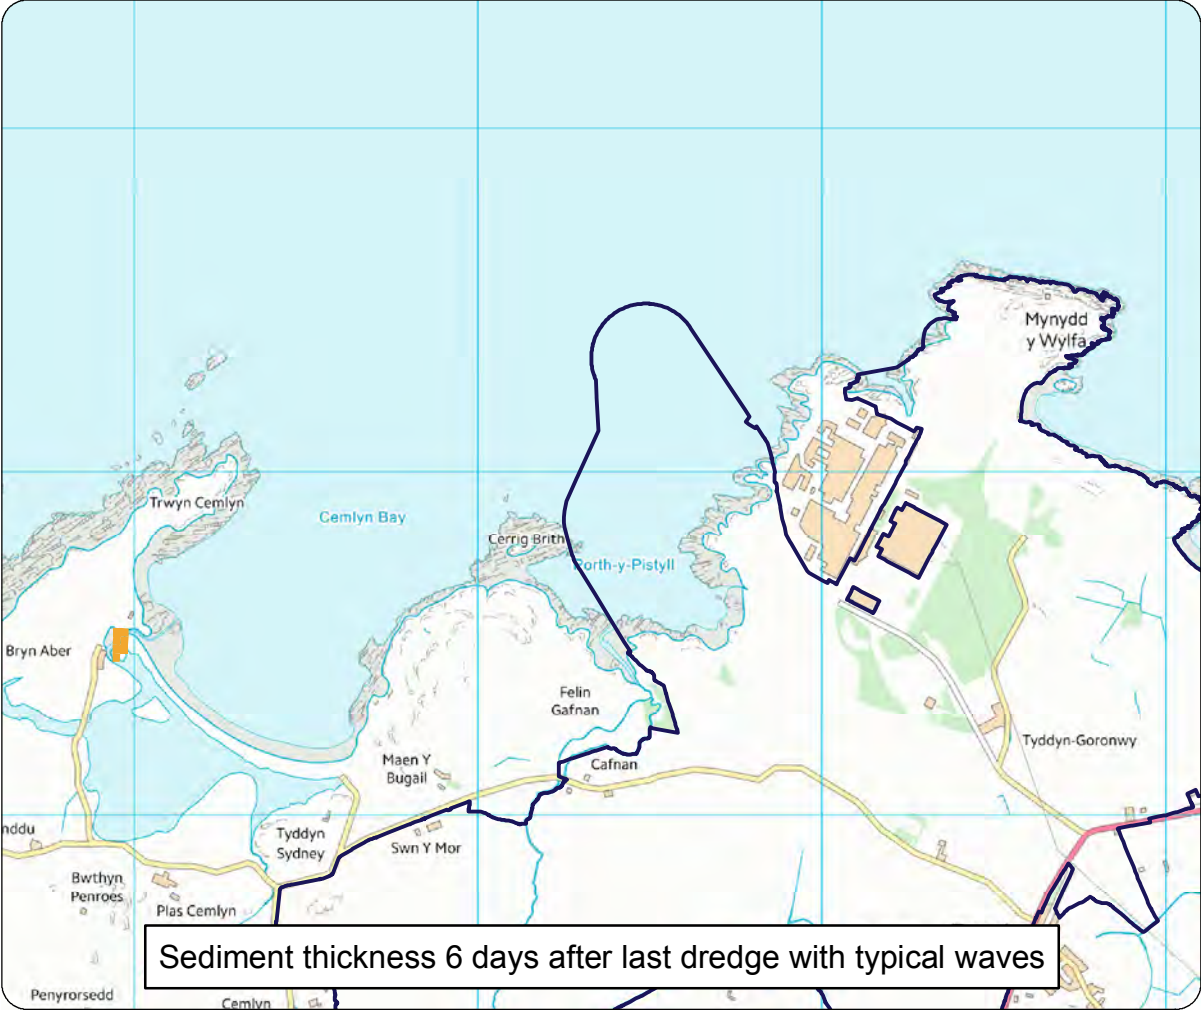 Mynydd
y Wylfa
Trwyn Cemlyn
Cemlyn Bay
Cerrig Brith
Porth-y-Pistyll
Bryn Aber
Felin
Gafnan
Tyddyn-Goronwy
Maen Y
Bugail
Cafnan
nddu
Tyddyn
Sydney
Swn Y Mor
Bwthyn
Penroes
Plas Cemlyn
Sediment thickness 6 days after last dredge with typical waves
Penyrorsedd
Cemlyn